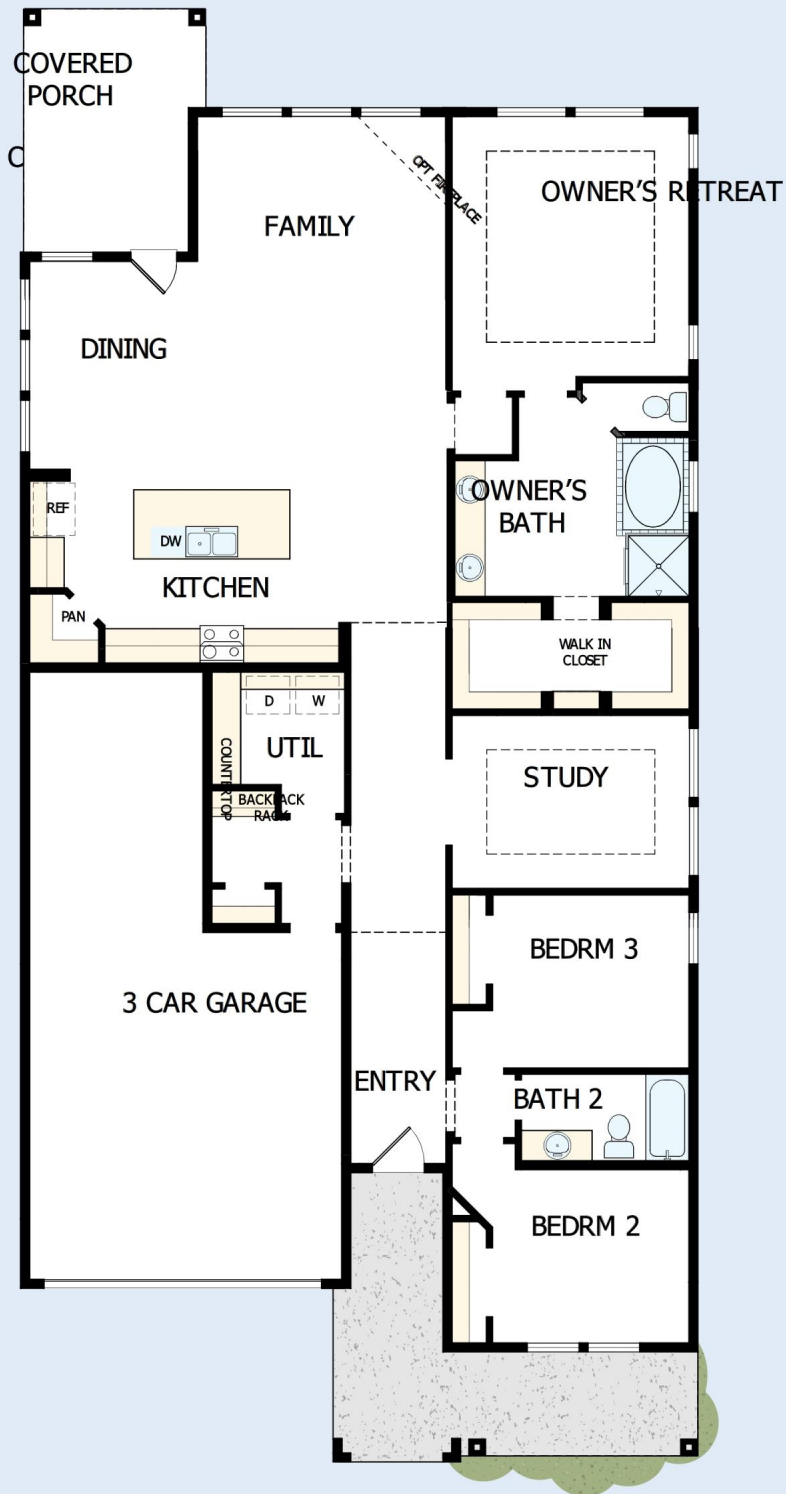 COVERED
PORCH
C
OPT FIREPLACE
OWNER'S RETREAT
FAMILY
DINING
REF
DW
OWNER'S
BATH
KITCHEN
PAN
WALK IN
CLOSET
D
W
UTIL
COUNTERTOP
STUDY
BACKPACK
RACK
BEDRM 3
3 CAR GARAGE
ENTRY
BATH 2
BEDRM 2